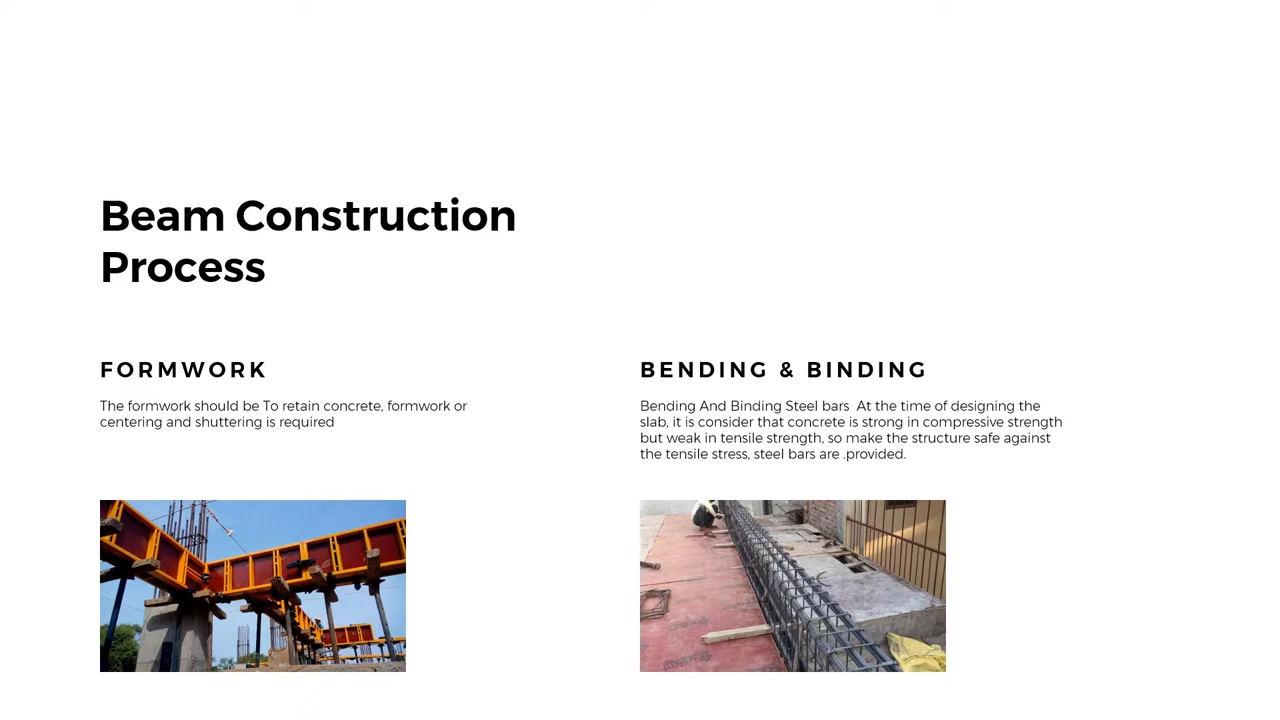 Beam Construction
Process
FORMWORK
The formwork should be To retain concrete, formwork or
centering and shuttering is required
BENDING & BINDING
Bending And Binding Steel bars  At the time of designing the
slab, it is consider that concrete is strong in compressive strength
but weak in tensile strength, so make the structure safe against
the tensile stress, steel bars are .provided.